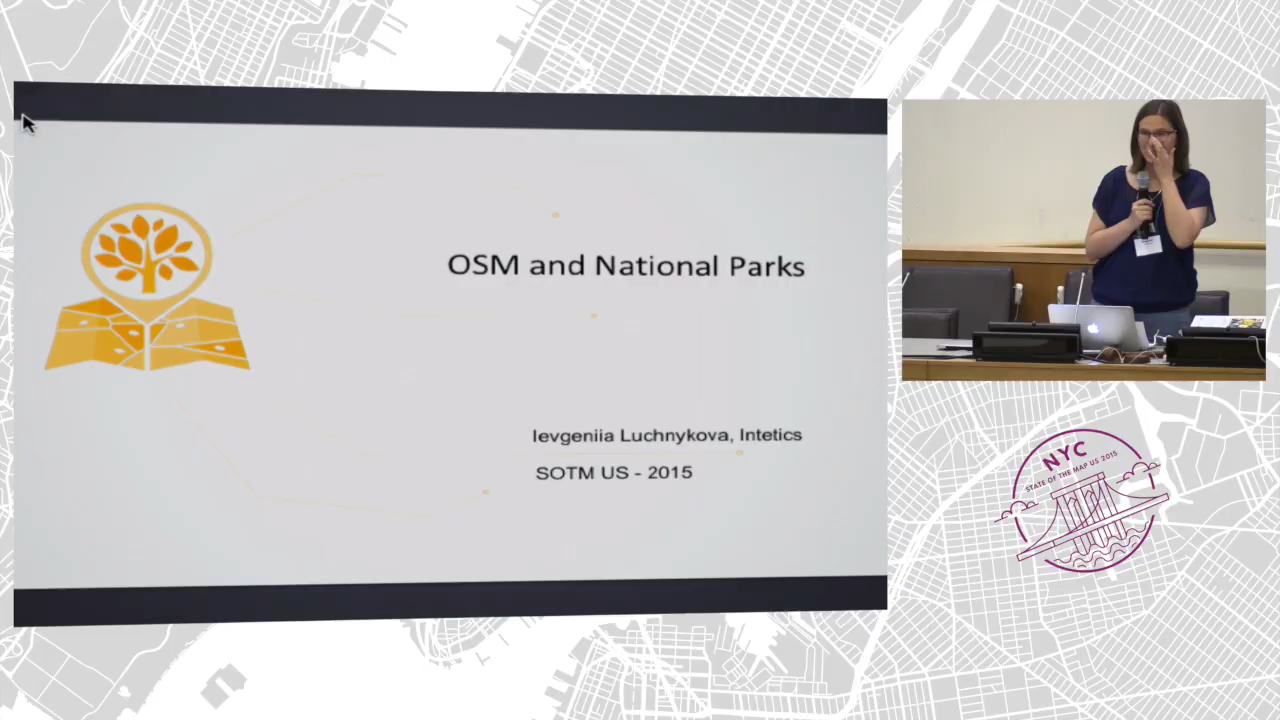 OSM and National Parks
Ievgeniia Luchnykova, Intetics
SOTM US - 2015
NYC
STATE OF THE MAP US 2015